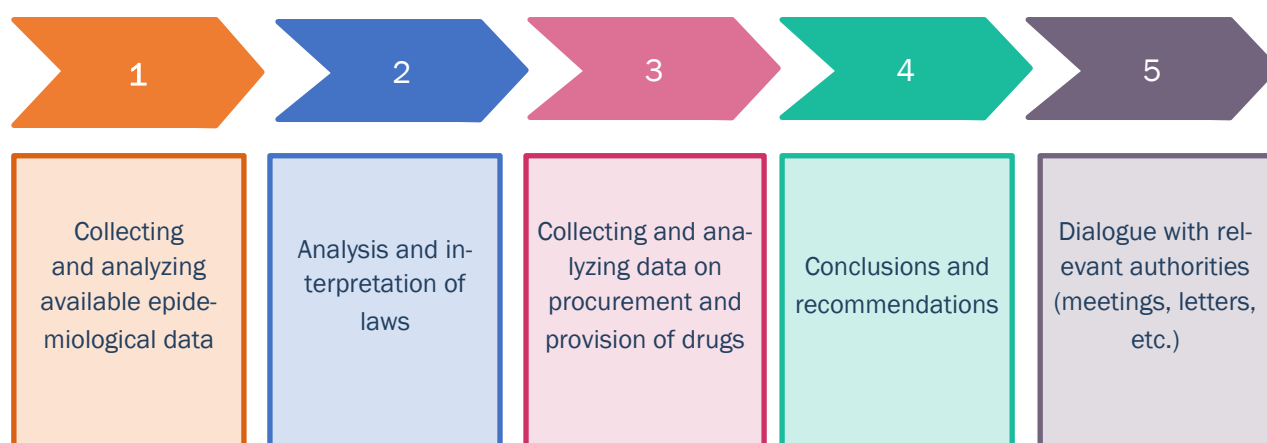 1
2
3
4
5
Collecting
and analyzing
available epide-
miological data
Analysis and in-
terpretation of
laws
Collecting and ana-
lyzing data on
procurement and
provision of drugs
Conclusions and
recommendations
Dialogue with rel-
evant authorities
(meetings, letters,
etc.)